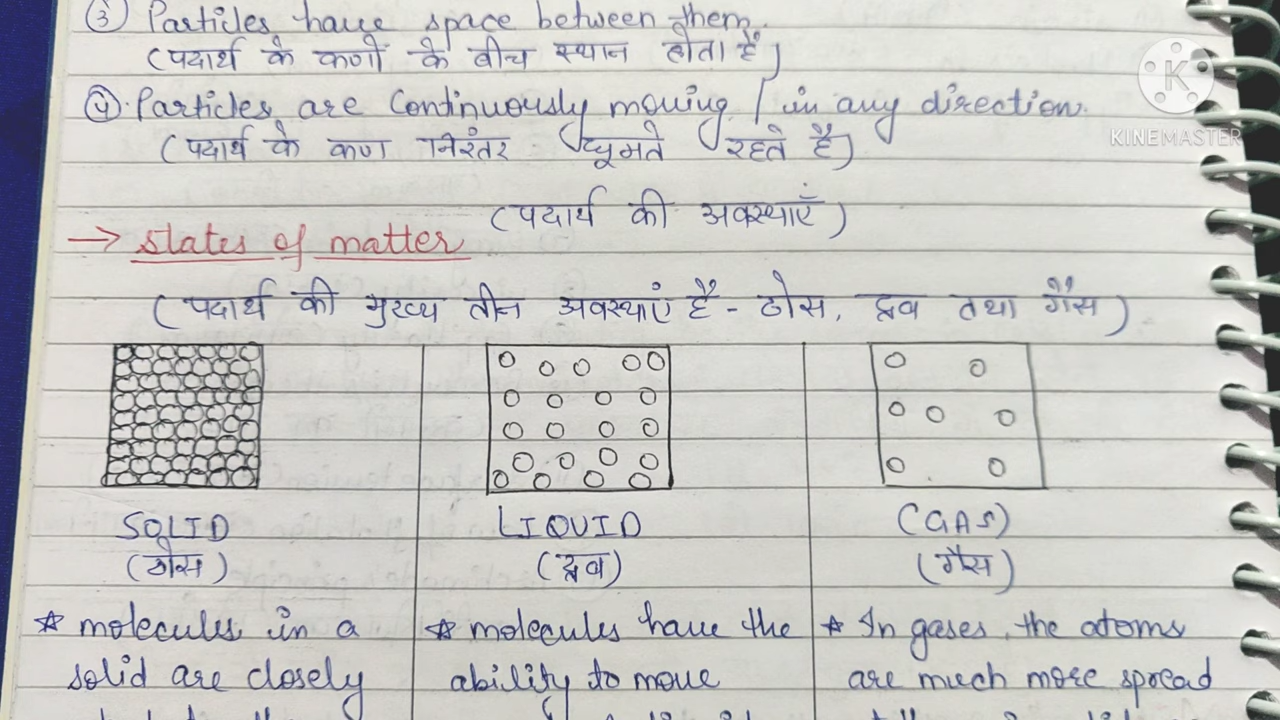 ③ Particles have space between them.
(पदार्थ के कणों के बीच स्थान होता है)
④ Particles are Continuously moving / in any direction.
(पदार्थ के कण निरंतर घूमते रहते है)
(पदार्थ की अवस्थाएँ)
→ States of matter
(पदार्थ की मुख्य तीन अवस्थाएं है - ठोस, द्रव तथा गैस)
SOLID
(ठोस)
LIQUID
(द्रव)
(GAS)
(गैस)
☆ molecules in a
solid are closely
☆ molecules have the
ability to move
☆ In gases, the atoms
are much more spread
K
KINEMASTER